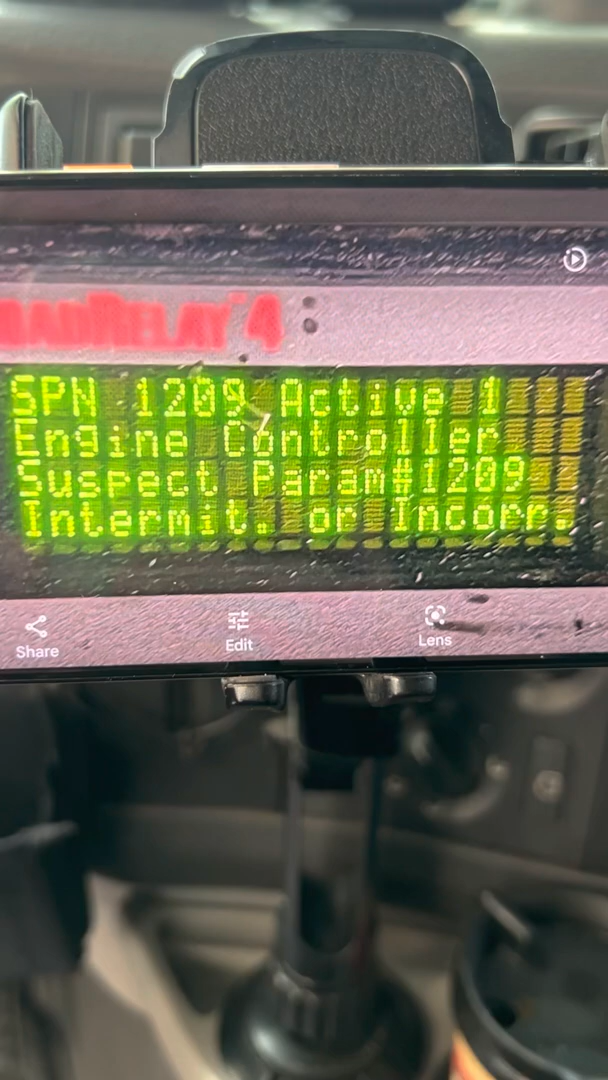 RoadRelay 4
SPN 1209 Active 1
Engine Controller
Suspect Param#1209
Intermit. or Incorr.
Share
Edit
Lens